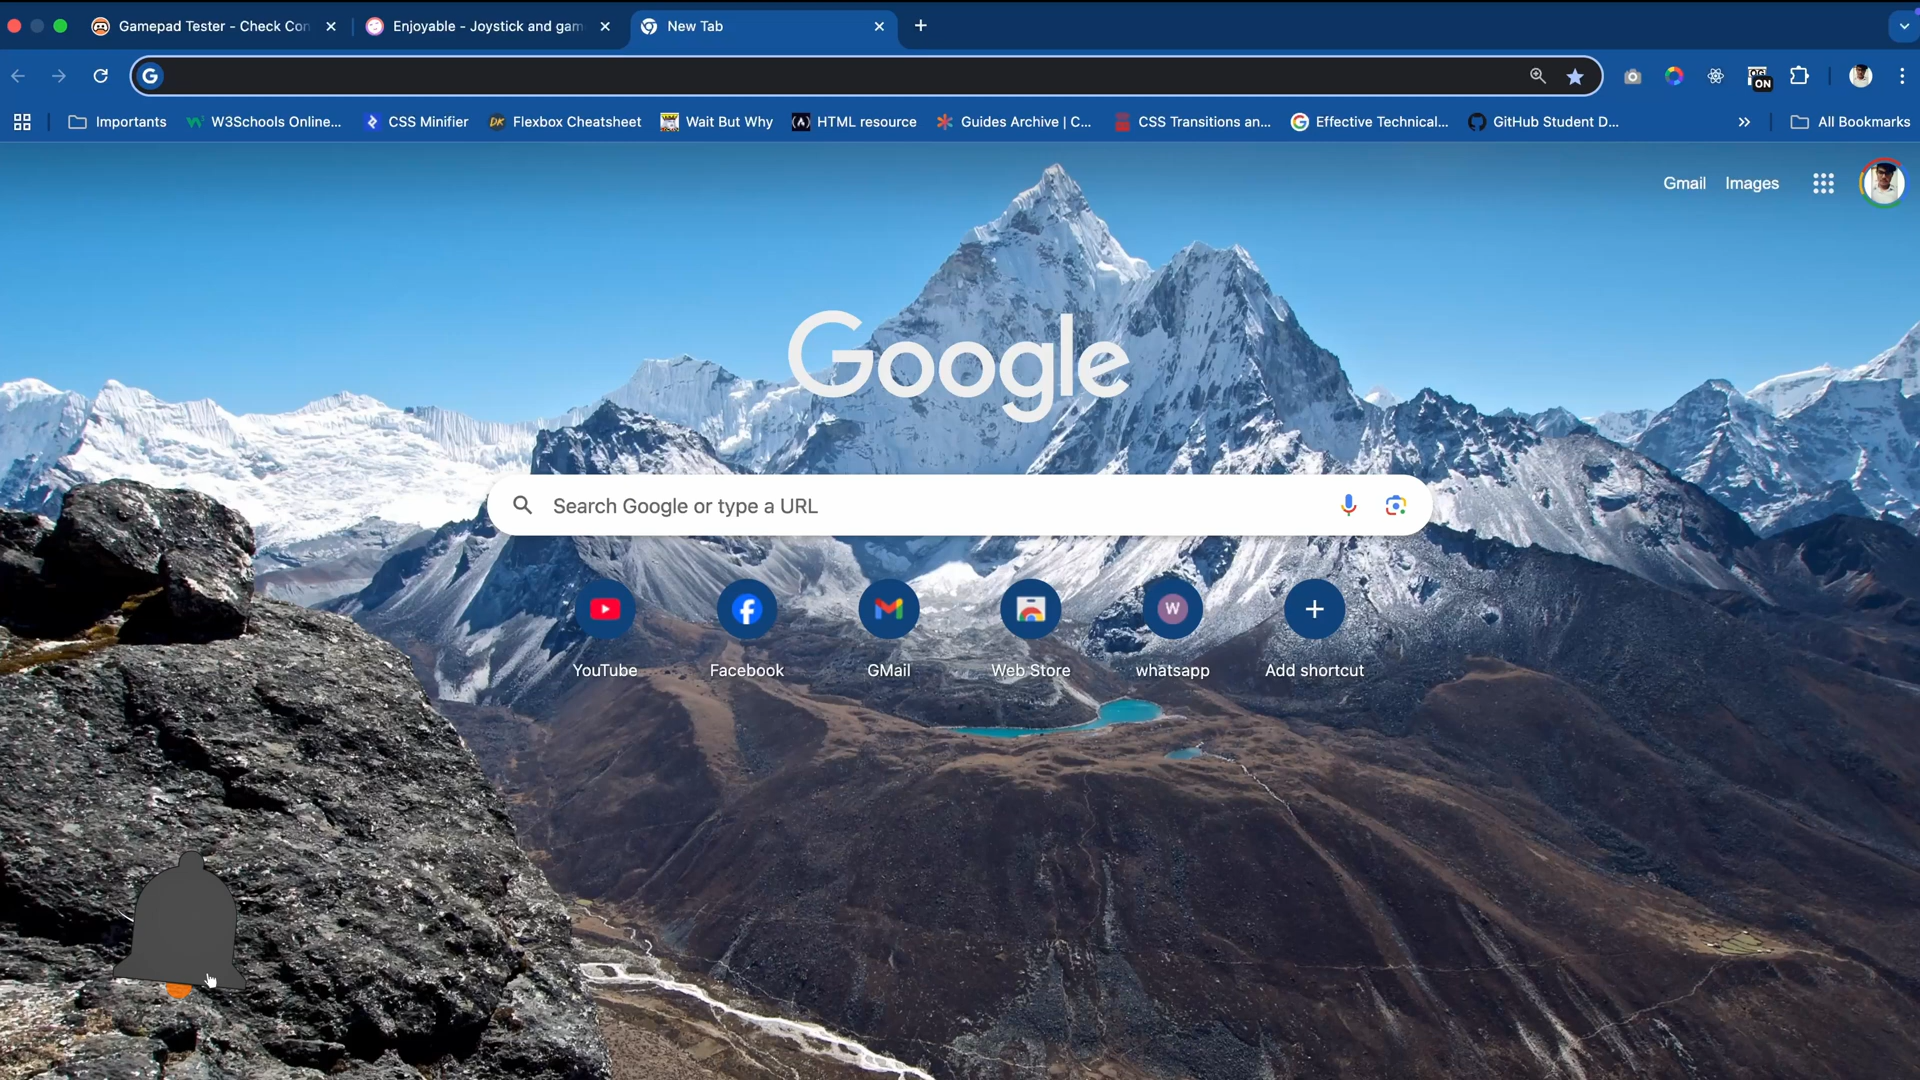 Gamepad Tester - Check Con
Enjoyable - Joystick and gam
New Tab
ON
Importants
W3Schools Online...
CSS Minifier
DK
Flexbox Cheatsheet
Wait But Why
HTML resource
Guides Archive | C...
CSS Transitions an...
Effective Technical...
GitHub Student D...
All Bookmarks
Gmail
Images
Google
Search Google or type a URL
W
YouTube
Facebook
GMail
Web Store
whatsapp
Add shortcut